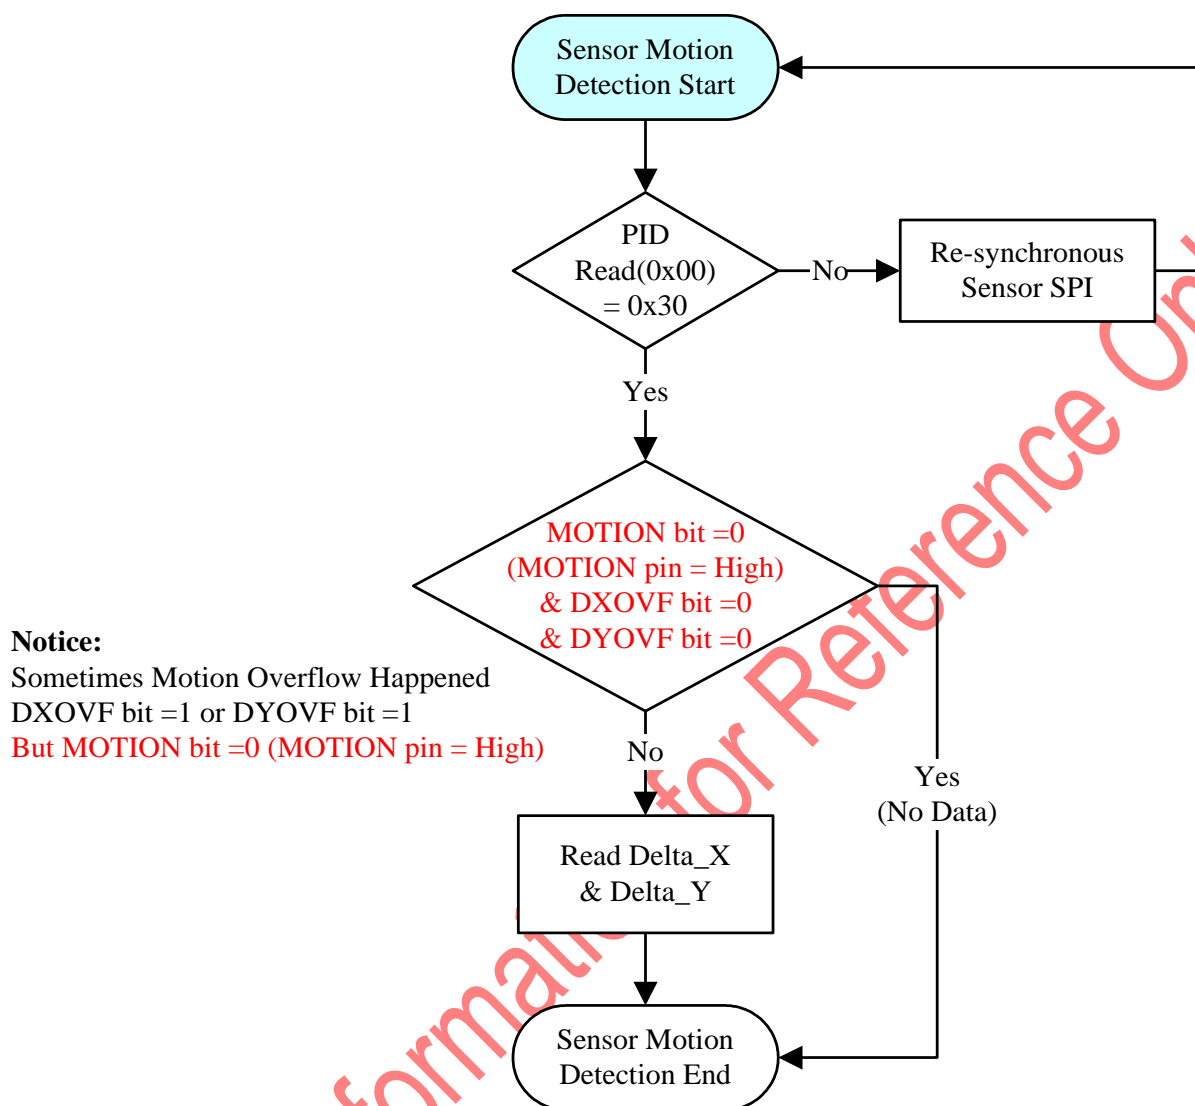 Sensor Motion
Detection Start
PID
Read(0x00)
= 0x30
No
Re-synchronous
Sensor SPI
Yes
MOTION bit =0
(MOTION pin = High)
& DXOVF bit =0
& DYOVF bit =0
Notice:
Sometimes Motion Overflow Happened
DXOVF bit =1 or DYOVF bit =1
But MOTION bit =0 (MOTION pin = High)
No
Yes
(No Data)
Read Delta_X
& Delta_Y
Sensor Motion
Detection End
for Reference